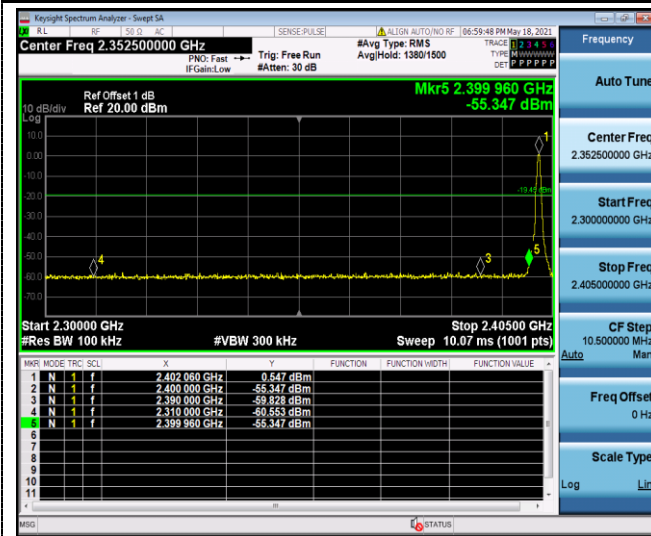 Keysight Spectrum Analyzer - Swept SA
RL RF 50 Ω AC SENSE:PULSE ALIGN AUTO/NO RF 06:59:48 PM May 18, 2021
Center Freq 2.352500000 GHz
PNO: Fast
IFGain:Low
Trig: Free Run
#Atten: 30 dB
#Avg Type: RMS
Avg|Hold: 1380/1500
TRACE 1 2 3 4 5 6
TYPE M W W W W W
DET P P P P P P
Ref Offset 1 dB
10 dB/div Ref 20.00 dBm
Log
Mkr5 2.399 960 GHz
-55.347 dBm
10.0
0.00
-10.0
-20.0
-30.0
-40.0
-50.0
-60.0
-70.0
1
3
4
5
Start 2.30000 GHz Stop 2.40500 GHz
#Res BW 100 kHz #VBW 300 kHz Sweep 10.07 ms (1001 pts)
MKR MODE TRC SCL X Y FUNCTION FUNCTION WIDTH FUNCTION VALUE
1 N 1 f 2.402 060 GHz 0.547 dBm
2 N 1 f 2.400 000 GHz -55.347 dBm
3 N 1 f 2.390 000 GHz -59.828 dBm
4 N 1 f 2.310 000 GHz -60.553 dBm
5 N 1 f 2.399 960 GHz -55.347 dBm
6
7
8
9
10
11
MSG STATUS
Frequency
Auto Tune
Center Freq
2.352500000 GHz
Start Freq
2.300000000 GHz
Stop Freq
2.405000000 GHz
CF Step
10.500000 MHz
Auto Man
Freq Offset
0 Hz
Scale Type
Log Lin